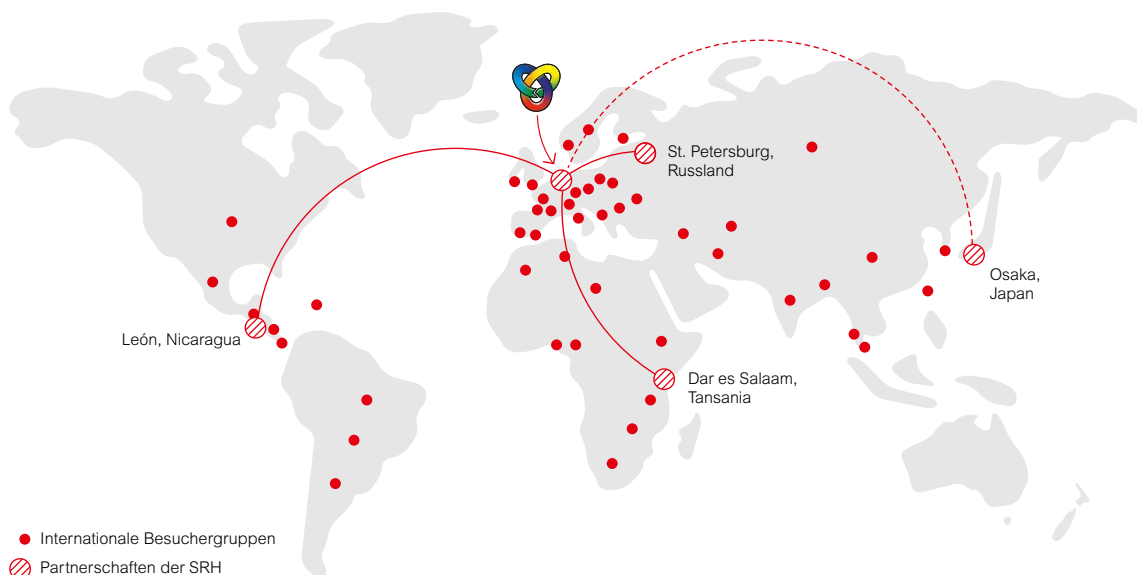 St. Petersburg,
Russland
Osaka,
Japan
León, Nicaragua
Dar es Salaam,
Tansania
Internationale Besuchergruppen
Partnerschaften der SRH